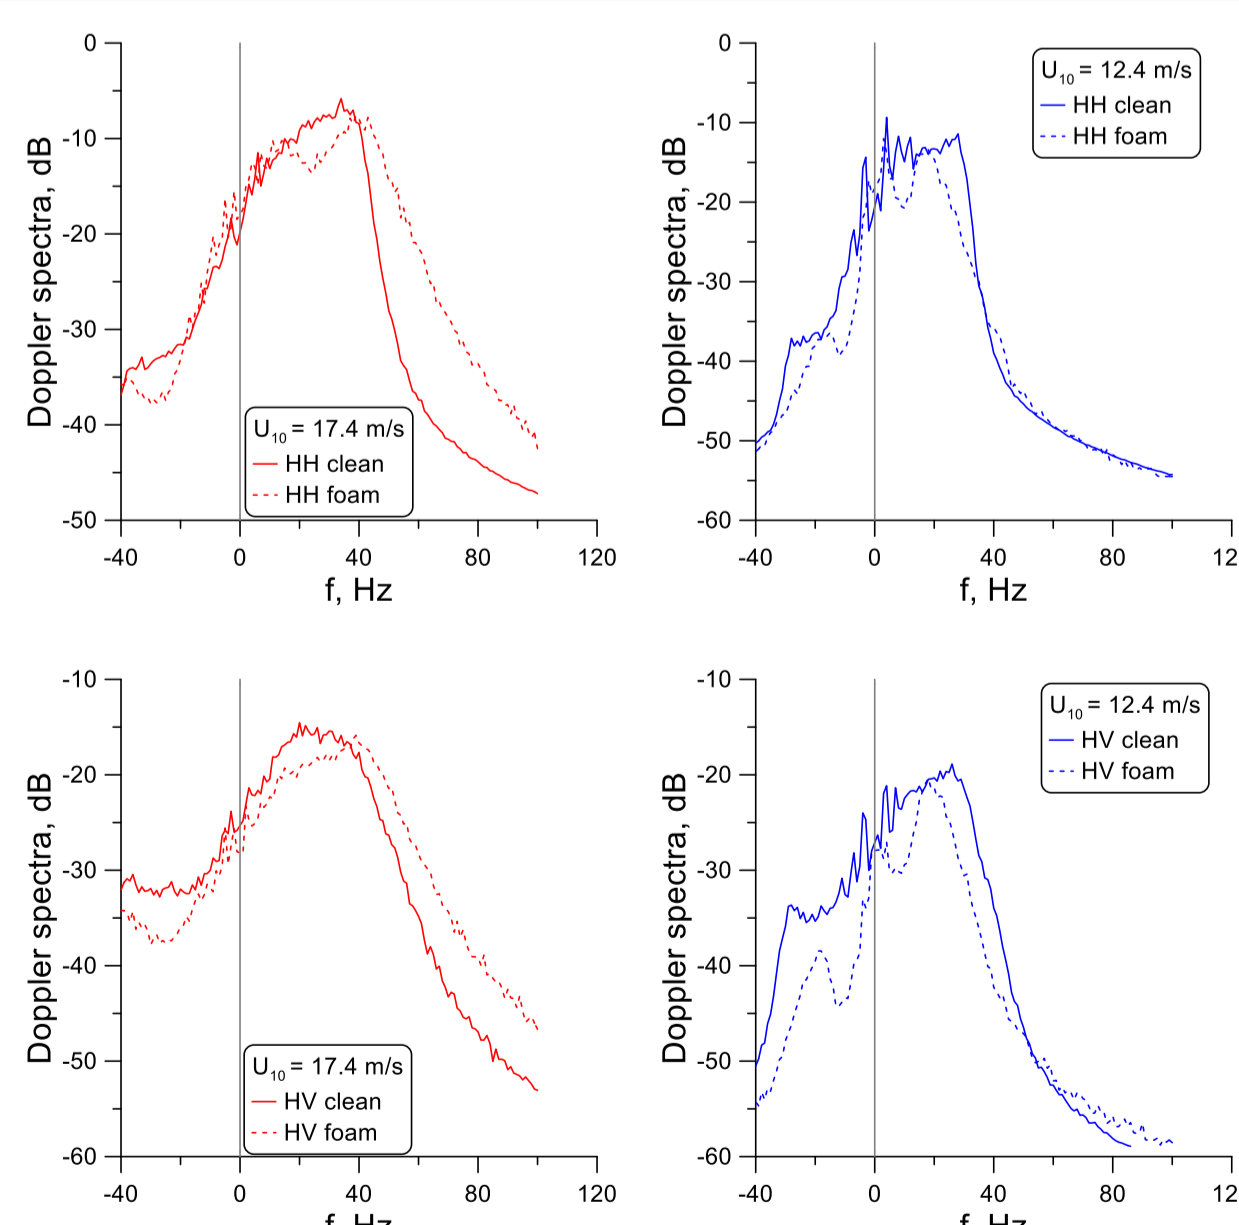 0
-10
-20
-30
-40
-50
-40 0 40 80 120
f, Hz
Doppler spectra, dB
U10 = 17.4 m/s
HH clean
HH foam
0
-10
-20
-30
-40
-50
-60
-40 0 40 80 12
f, Hz
Doppler spectra, dB
U10 = 12.4 m/s
HH clean
HH foam
-10
-20
-30
-40
-50
-60
-40 0 40 80 120
f, Hz
Doppler spectra, dB
U10 = 17.4 m/s
HV clean
HV foam
-10
-20
-30
-40
-50
-60
-40 0 40 80 12
f, Hz
Doppler spectra, dB
U10 = 12.4 m/s
HV clean
HV foam